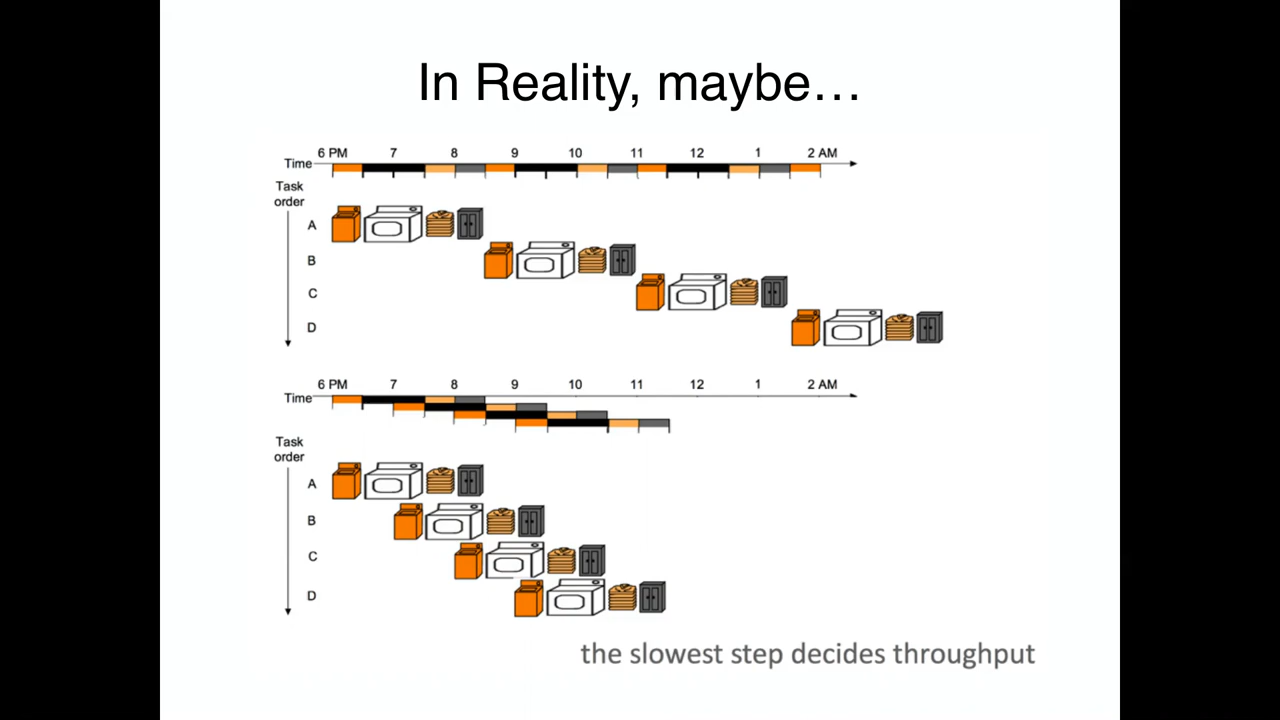 In Reality, maybe…
6 PM 7 8 9 10 11 12 1 2 AM
Time
Task
order
A
B
C
D
6 PM 7 8 9 10 11 12 1 2 AM
Time
Task
order
A
B
C
D
the slowest step decides throughput